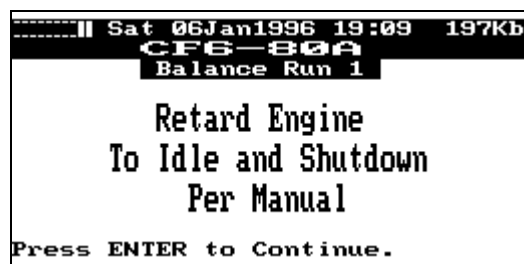 Sat 06Jan1996 19:09 197Kb
CF6-80A
Balance Run 1
Retard Engine
To Idle and Shutdown
Per Manual
Press ENTER to Continue.